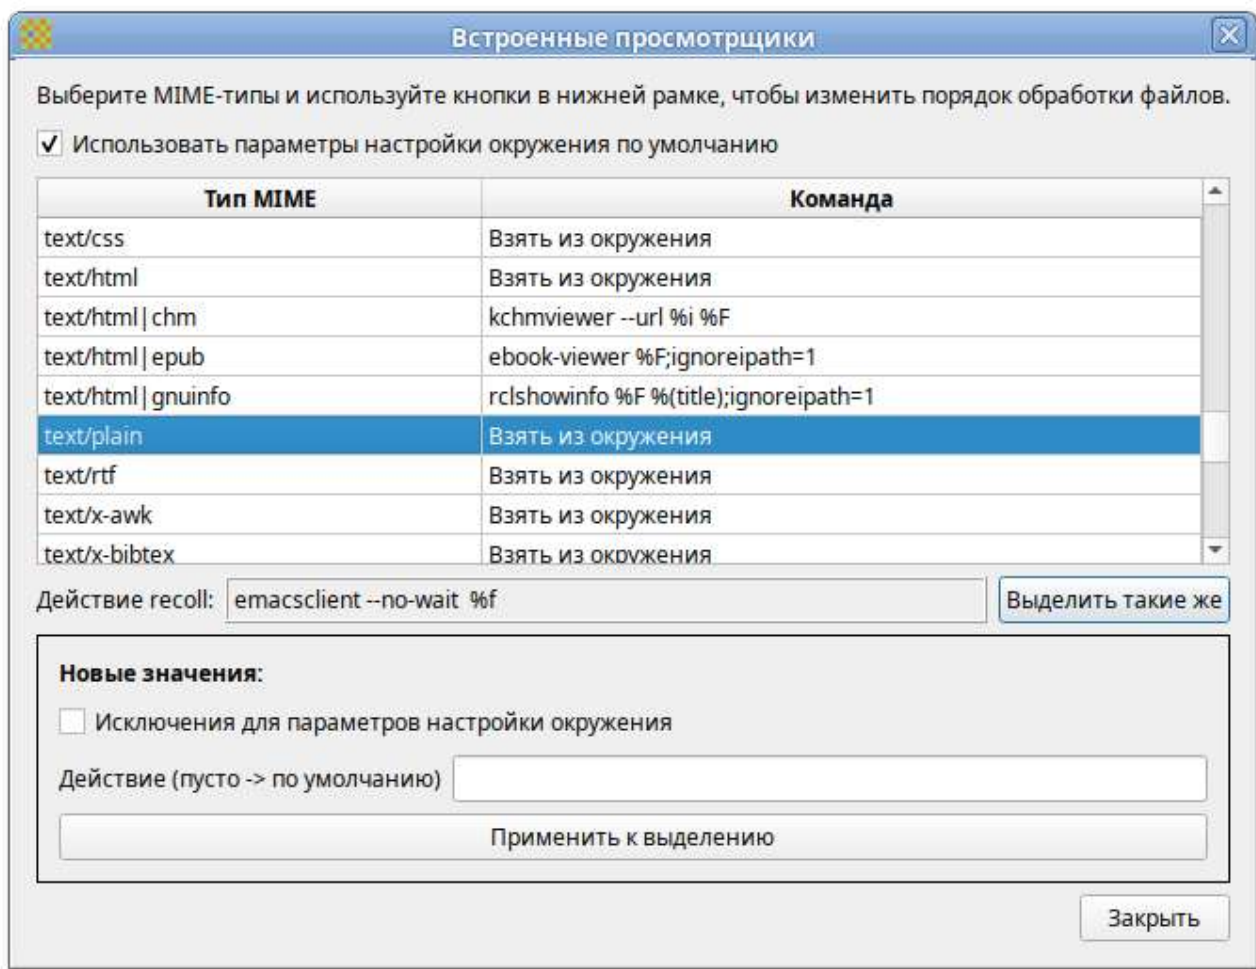 Встроенные просмотрщики
Выберите MIME-типы и используйте кнопки в нижней рамке, чтобы изменить порядок обработки файлов.
Использовать параметры настройки окружения по умолчанию
Тип MIME Команда
text/css Взять из окружения
text/html Взять из окружения
text/html|chm kchmviewer --url %i %F
text/html|epub ebook-viewer %F;ignoreipath=1
text/html|gnuinfo rclshowinfo %F %(title);ignoreipath=1
text/plain Взять из окружения
text/rtf Взять из окружения
text/x-awk Взять из окружения
text/x-bibtex Взять из окружения
Действие recoll: emacsclient --no-wait  %f Выделить такие же
Новые значения:
Исключения для параметров настройки окружения
Действие (пусто -> по умолчанию)
Применить к выделению
Закрыть